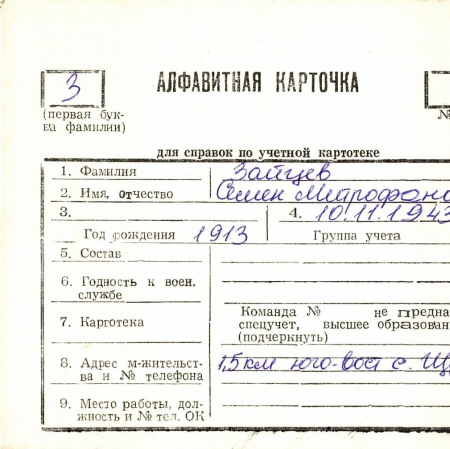 З
АЛФАВИТНАЯ КАРТОЧКА
(первая бук-
ва фамилии)
№
для справок по учетной картотеке
1. Фамилия Зайцев
2. Имя, отчество Семен Митрофано
3. 4. 10.11.1943
Год рождения 1913 Группа учета
5. Состав
6. Годность к воен.
службе
7. Картотека
Команда № не предна
спецучет, высшее образован
(подчеркнуть)
8. Адрес м-жительст-
ва и № телефона
1,5 км юго-вост с. Щ
9. Место работы, дол-
жность и № тел. ОК